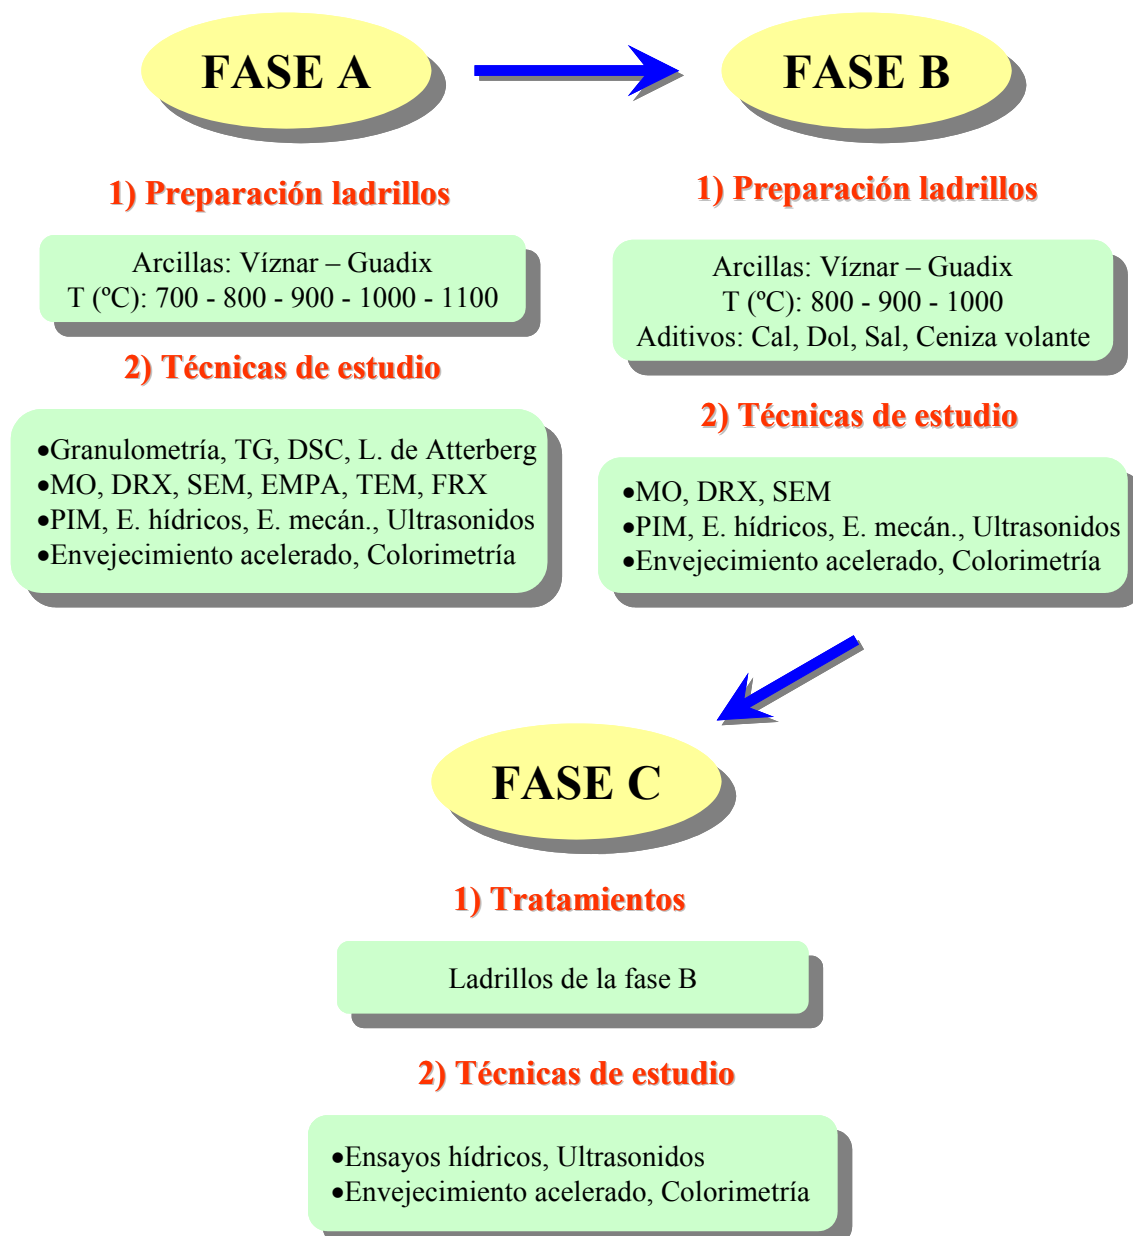 FASE A
1) Preparación ladrillos
Arcillas: Víznar – Guadix
T (ºC): 700 - 800 - 900 - 1000 - 1100
2) Técnicas de estudio
•Granulometría, TG, DSC, L. de Atterberg
•MO, DRX, SEM, EMPA, TEM, FRX
•PIM, E. hídricos, E. mecán., Ultrasonidos
•Envejecimiento acelerado, Colorimetría
FASE B
1) Preparación ladrillos
Arcillas: Víznar – Guadix
T (ºC): 800 - 900 - 1000
Aditivos: Cal, Dol, Sal, Ceniza volante
2) Técnicas de estudio
•MO, DRX, SEM
•PIM, E. hídricos, E. mecán., Ultrasonidos
•Envejecimiento acelerado, Colorimetría
FASE C
1) Tratamientos
Ladrillos de la fase B
2) Técnicas de estudio
•Ensayos hídricos, Ultrasonidos
•Envejecimiento acelerado, Colorimetría